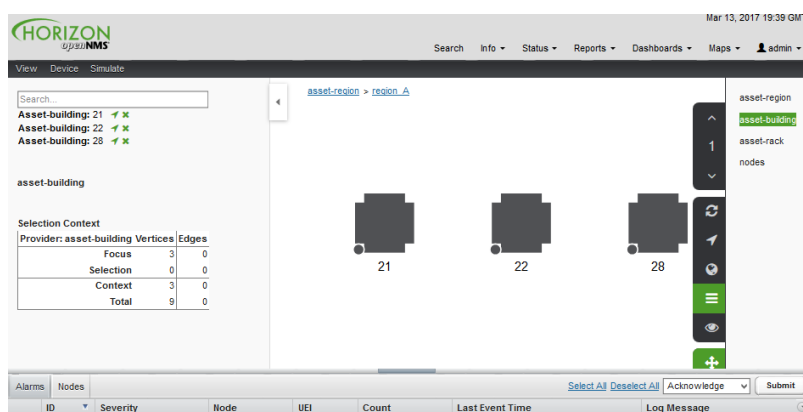 Mar 13, 2017 19:39 GMT
HORIZON
openNMS
Search Info Status Reports Dashboards Maps admin
View Device Simulate
Search...
Asset-building: 21
Asset-building: 22
Asset-building: 28
asset-building
Selection Context
Provider: asset-building Vertices Edges
Focus 3 0
Selection 0 0
Context 3 0
Total 9 0
asset-region > region_A
21 22 28
1
asset-region
asset-building
asset-rack
nodes
Alarms Nodes Select All Deselect All Acknowledge Submit
ID Severity Node UEI Count Last Event Time Log Message